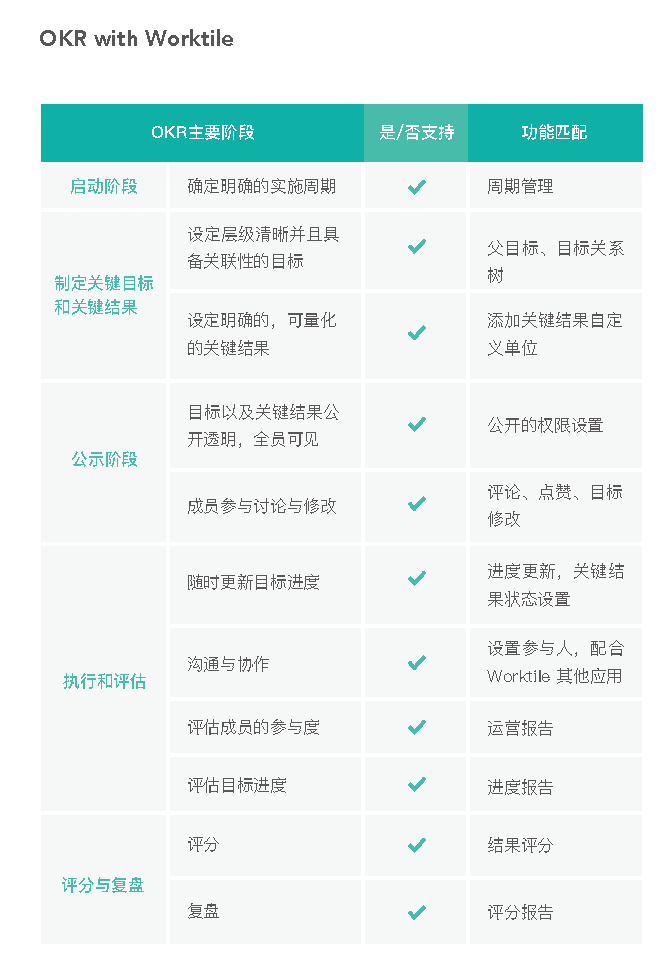 OKR with Worktile
OKR主要阶段
是/否支持
功能匹配
启动阶段
确定明确的实施周期
周期管理
制定关键目标
和关键结果
设定层级清晰并且具
备关联性的目标
父目标、目标关系
树
设定明确的，可量化
的关键结果
添加关键结果自定
义单位
公示阶段
目标以及关键结果公
开透明，全员可见
公开的权限设置
成员参与讨论与修改
评论、点赞、目标
修改
执行和评估
随时更新目标进度
进度更新，关键结
果状态设置
沟通与协作
设置参与人，配合
Worktile 其他应用
评估成员的参与度
运营报告
评估目标进度
进度报告
评分与复盘
评分
结果评分
复盘
评分报告